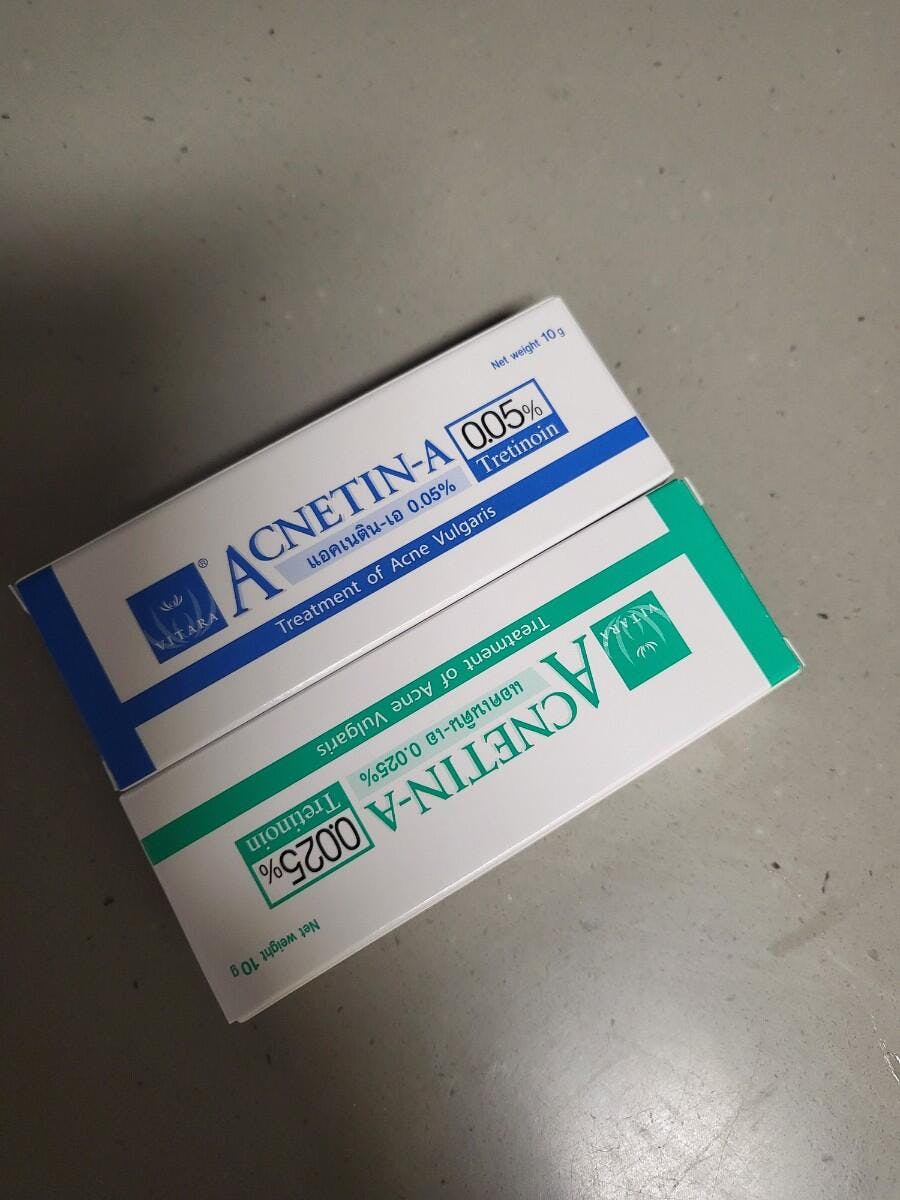 Net weight 10 g
0.05%
Tretinoin
ACNETIN-A
แอคเนติน-เอ 0.05%
VITARA
®
Treatment of Acne Vulgaris
VITARA
ACNETIN-A
แอคเนติน-เอ 0.025%
Treatment of Acne Vulgaris
0.025%
Tretinoin
Net weight 10 g